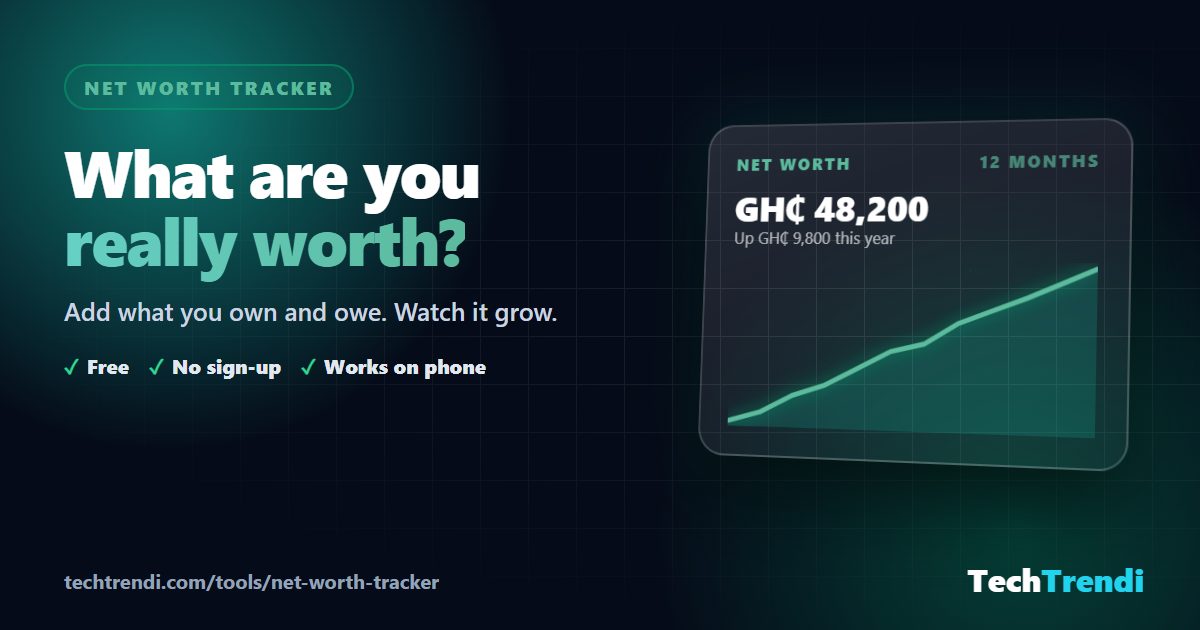 NET WORTH TRACKER
What are you
really worth?
Add what you own and owe. Watch it grow.
✓ Free ✓ No sign-up ✓ Works on phone
NET WORTH
12 MONTHS
GH₵ 48,200
Up GH₵ 9,800 this year
techtrendi.com/tools/net-worth-tracker
TechTrendi